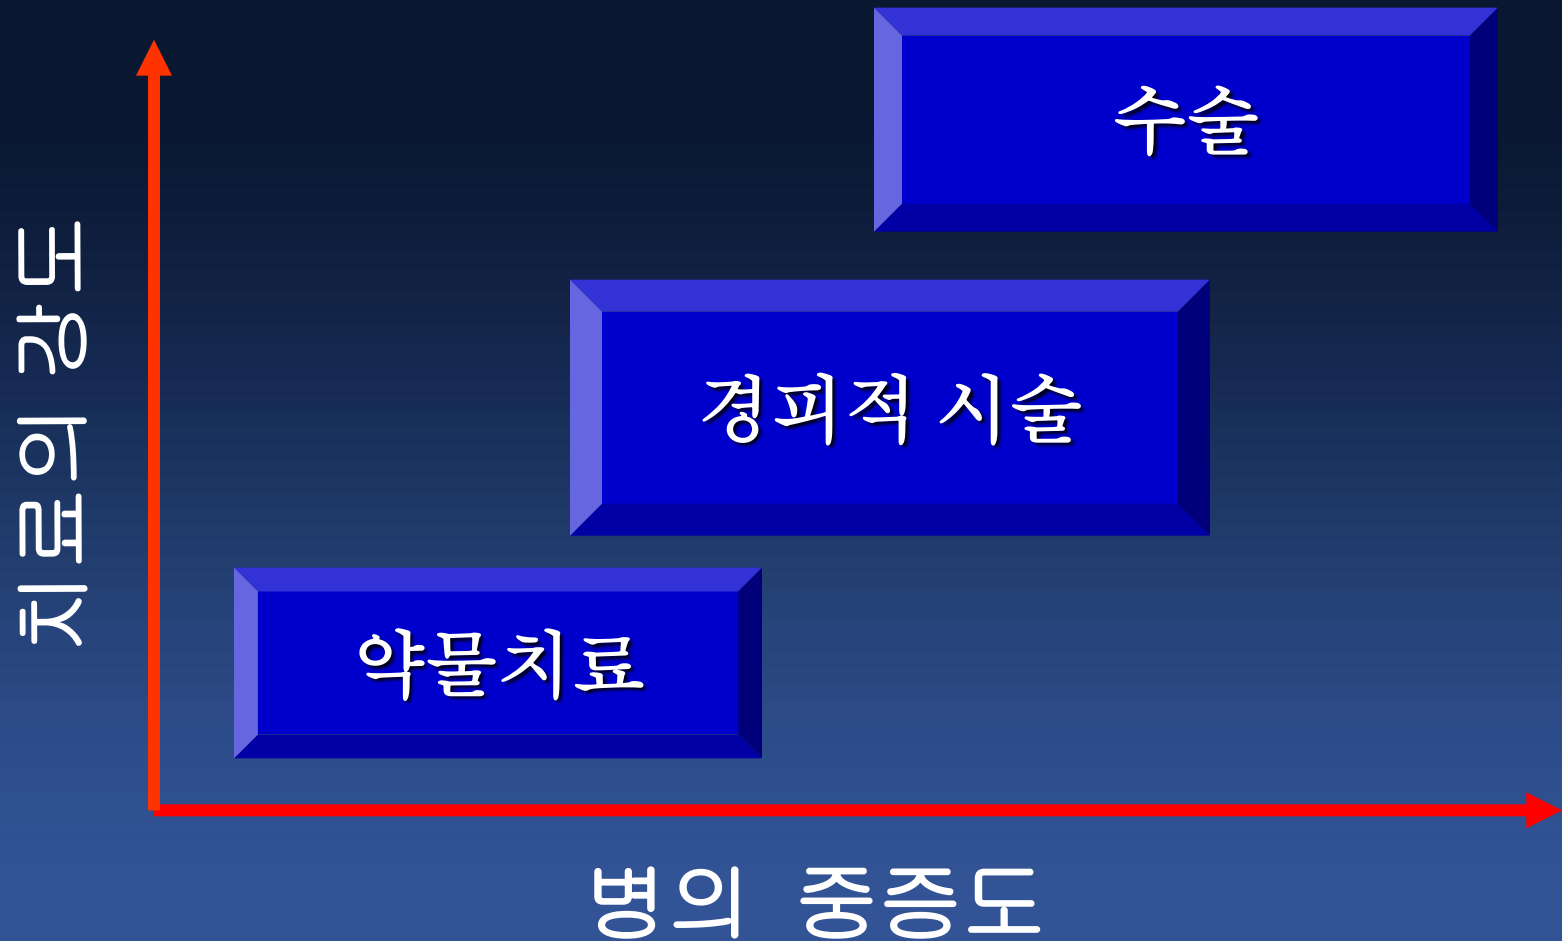 수술
치료의 강도
경피적 시술
약물치료
병의 중증도